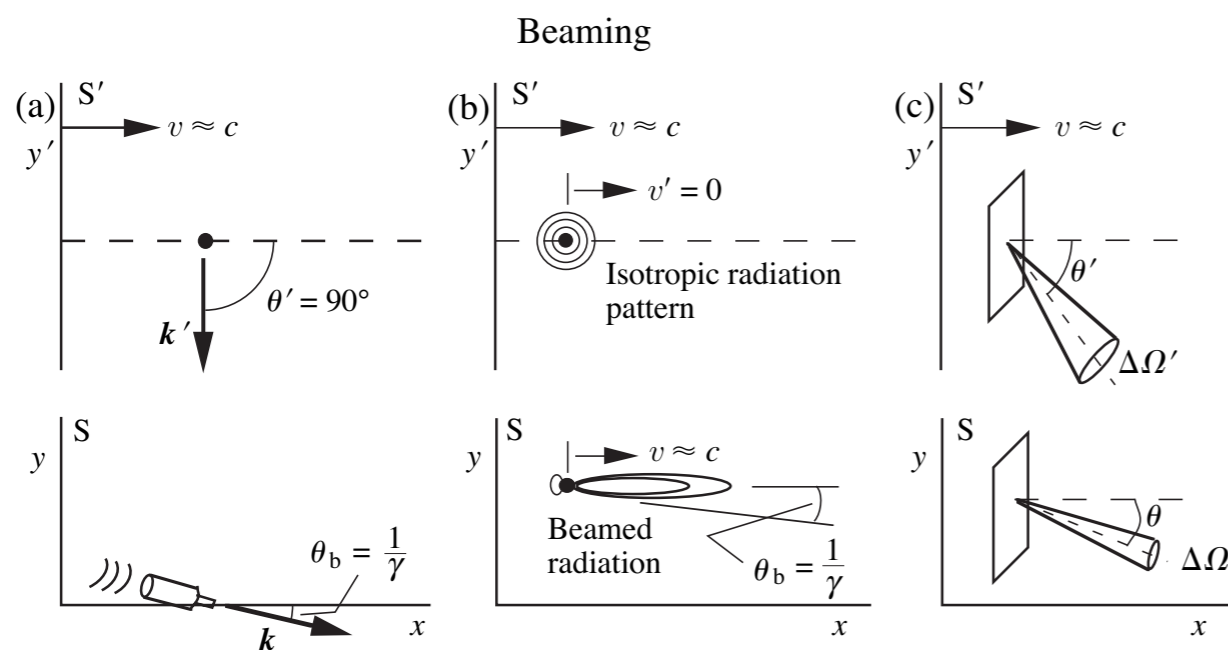 Beaming
(a)
S′
v ≈ c
y′
θ′ = 90°
k′
S
y
θb = 1/γ
k
x
(b)
S′
v ≈ c
y′
v′ = 0
Isotropic radiation
pattern
S
y
v ≈ c
Beamed
radiation
θb = 1/γ
x
(c)
S′
v ≈ c
y′
θ′
ΔΩ′
S
y
θ
ΔΩ
x